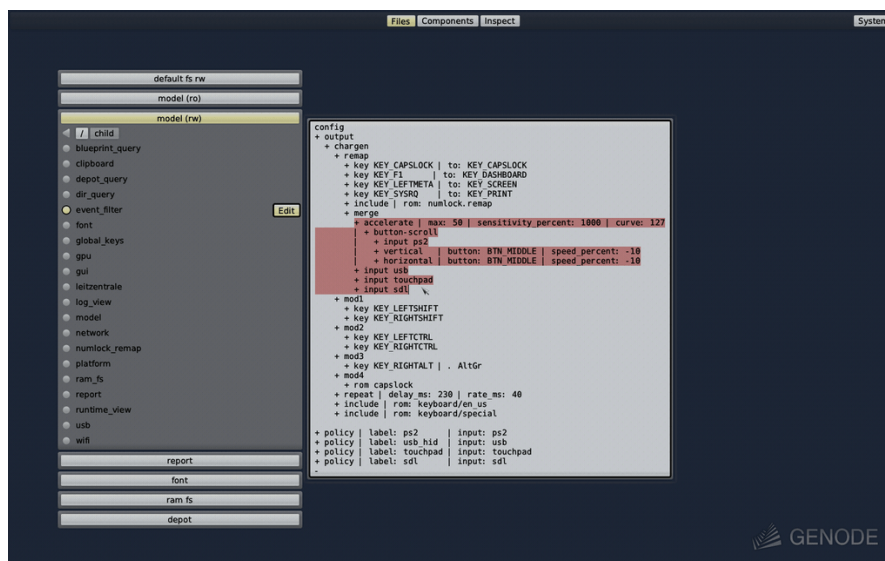 Files Components Inspect
System
default fs rw
model (ro)
model (rw)
/ child
blueprint_query
clipboard
depot_query
dir_query
event_filter Edit
font
global_keys
gpu
gui
leitzentrale
log_view
model
network
numlock_remap
platform
ram_fs
report
runtime_view
usb
wifi
report
font
ram fs
depot
config
+ output
+ chargen
+ remap
+ key KEY_CAPSLOCK | to: KEY_CAPSLOCK
+ key KEY_F1 | to: KEY_DASHBOARD
+ key KEY_LEFTMETA | to: KEY_SCREEN
+ key KEY_SYSRQ | to: KEY_PRINT
+ include | rom: numlock.remap
+ merge
+ accelerate | max: 50 | sensitivity_percent: 1000 | curve: 127
| + button-scroll
| + input ps2
| + vertical | button: BTN_MIDDLE | speed_percent: -10
| + horizontal | button: BTN_MIDDLE | speed_percent: -10
+ input usb
+ input touchpad
+ input sdl
+ mod1
+ key KEY_LEFTSHIFT
+ key KEY_RIGHTSHIFT
+ mod2
+ key KEY_LEFTCTRL
+ key KEY_RIGHTCTRL
+ mod3
+ key KEY_RIGHTALT | . AltGr
+ mod4
+ rom capslock
+ repeat | delay_ms: 230 | rate_ms: 40
+ include | rom: keyboard/en_us
+ include | rom: keyboard/special
+ policy | label: ps2 | input: ps2
+ policy | label: usb_hid | input: usb
+ policy | label: touchpad | input: touchpad
+ policy | label: sdl | input: sdl
-
GENODE